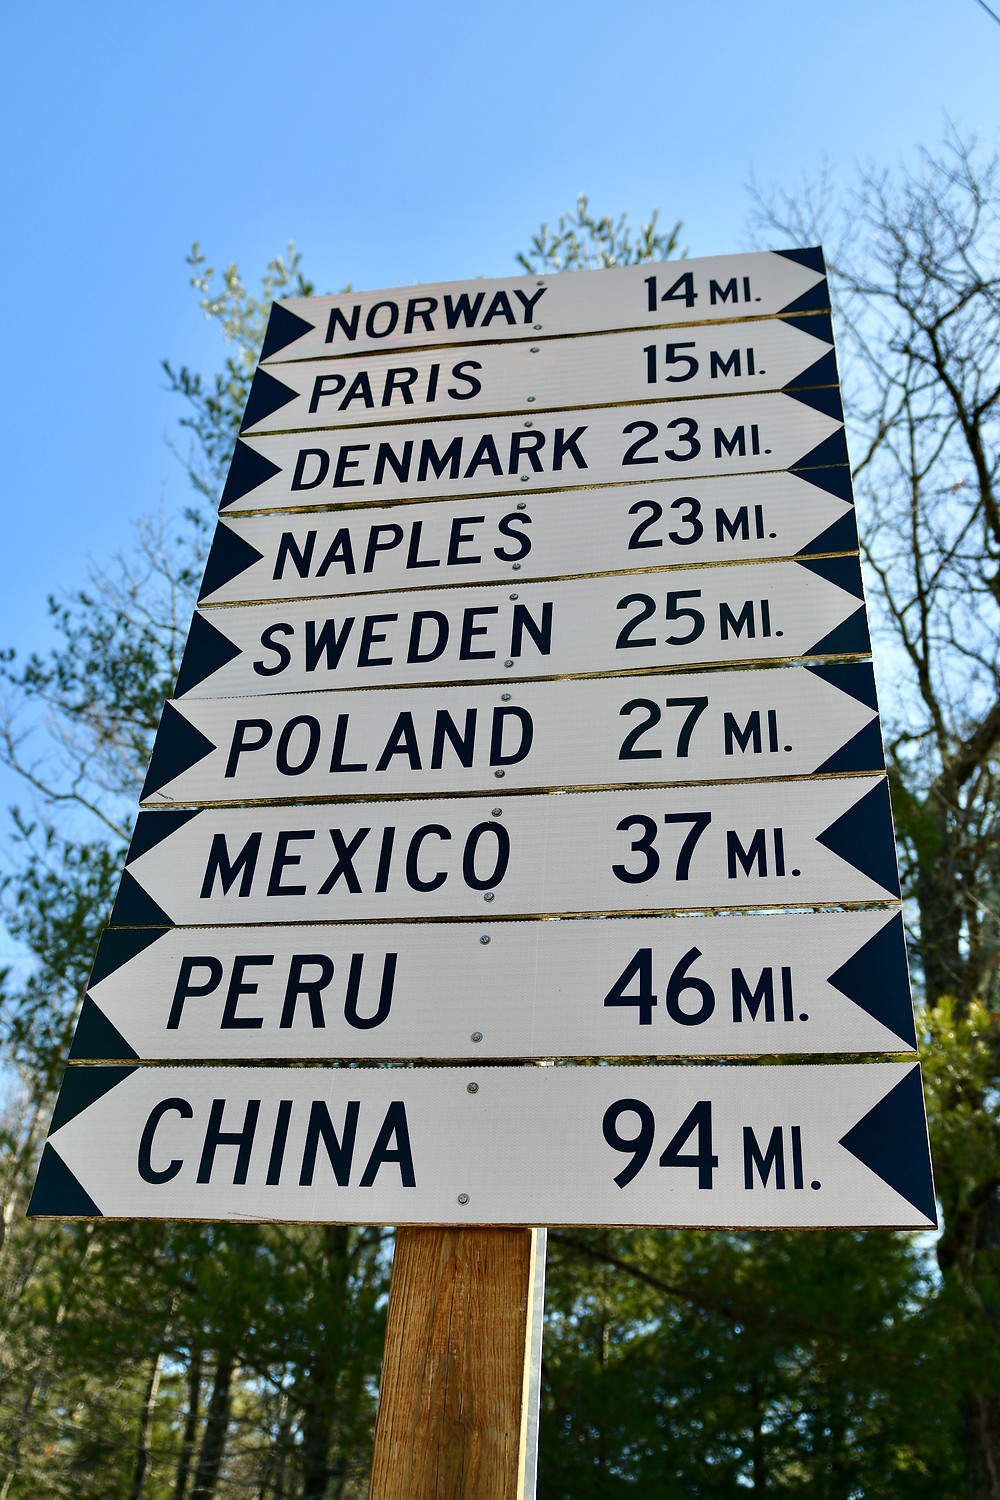 NORWAY 14 MI.
PARIS 15 MI.
DENMARK 23 MI.
NAPLES 23 MI.
SWEDEN 25 MI.
POLAND 27 MI.
MEXICO 37 MI.
PERU 46 MI.
CHINA 94 MI.